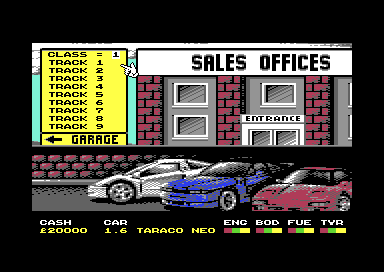 CLASS = 1
TRACK 1
TRACK 2
TRACK 3
TRACK 4
TRACK 5
TRACK 6
TRACK 7
TRACK 8
TRACK 9
GARAGE
SALES OFFICES
ENTRANCE
CASH CAR ENG BOD FUE TYR
£20000 1.6 TARACO NEO